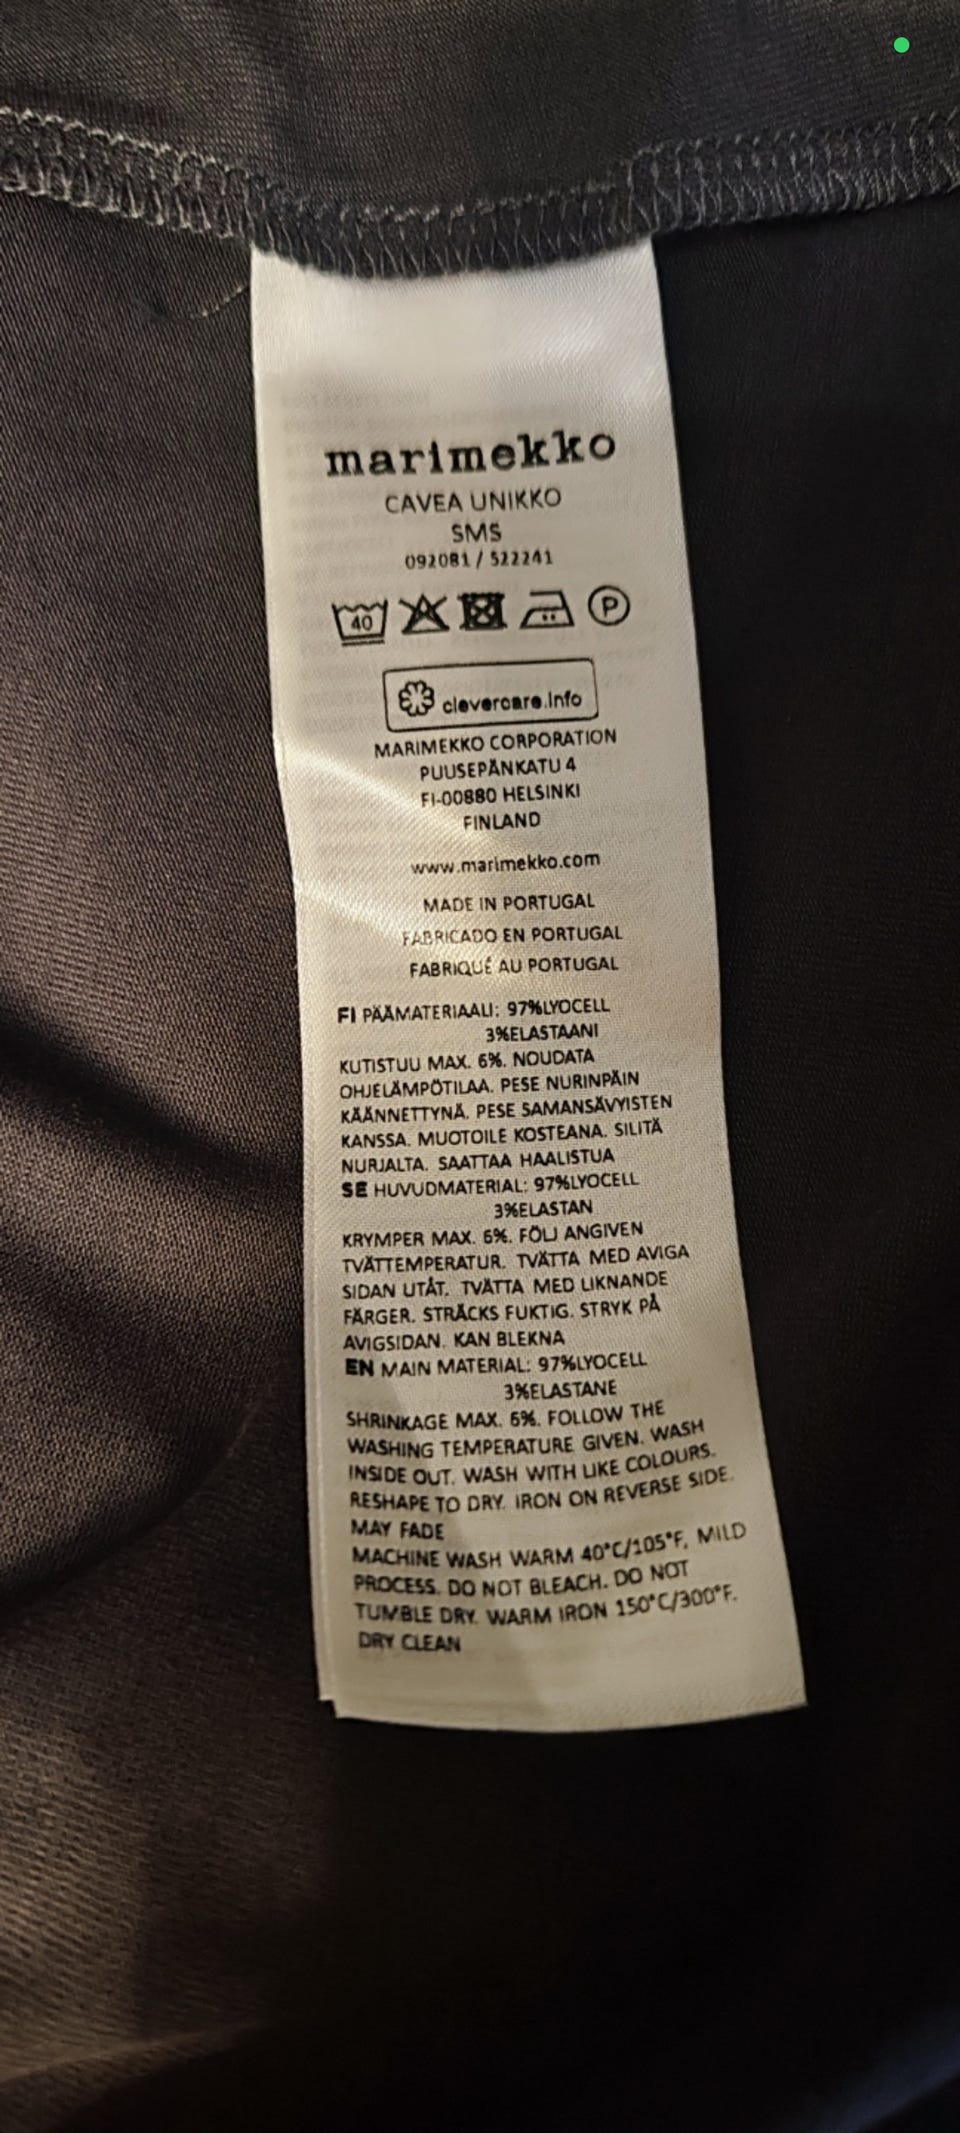 marimekko
CAVEA UNIKKO
SMS
092081 / 522241
40 P
clevercare.info
MARIMEKKO CORPORATION
PUUSEPÄNKATU 4
FI-00880 HELSINKI
FINLAND
www.marimekko.com
MADE IN PORTUGAL
FABRICADO EN PORTUGAL
FABRIQUÉ AU PORTUGAL
FI PÄÄMATERIAALI: 97%LYOCELL
3%ELASTAANI
KUTISTUU MAX. 6%. NOUDATA
OHJELÄMPÖTILAA. PESE NURINPÄIN
KÄÄNNETTYNÄ. PESE SAMANSÄVYISTEN
KANSSA. MUOTOILE KOSTEANA. SILITÄ
NURJALTA. SAATTAA HAALISTUA
SE HUVUDMATERIAL: 97%LYOCELL
3%ELASTAN
KRYMPER MAX. 6%. FÖLJ ANGIVEN
TVÄTTEMPERATUR. TVÄTTA MED AVIGA
SIDAN UTÅT. TVÄTTA MED LIKNANDE
FÄRGER. STRÄCKS FUKTIG. STRYK PÅ
AVIGSIDAN. KAN BLEKNA
EN MAIN MATERIAL: 97%LYOCELL
3%ELASTANE
SHRINKAGE MAX. 6%. FOLLOW THE
WASHING TEMPERATURE GIVEN. WASH
INSIDE OUT. WASH WITH LIKE COLOURS.
RESHAPE TO DRY. IRON ON REVERSE SIDE.
MAY FADE
MACHINE WASH WARM 40°C/105°F, MILD
PROCESS. DO NOT BLEACH. DO NOT
TUMBLE DRY. WARM IRON 150°C/300°F.
DRY CLEAN